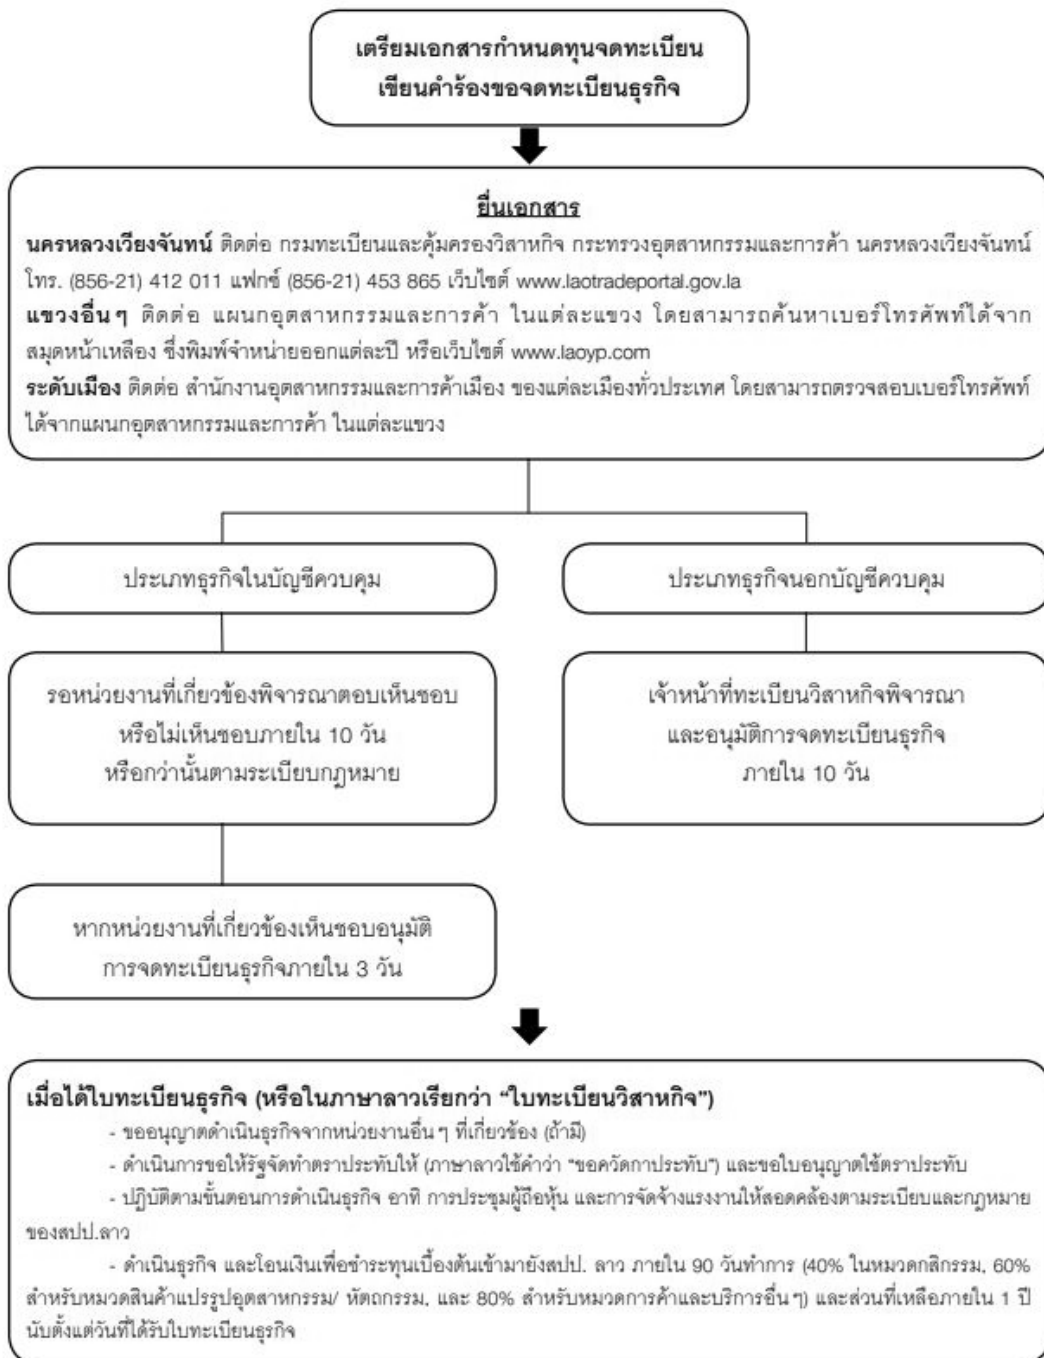 เตรียมเอกสารกำหนดทุนจดทะเบียน
เขียนคำร้องขอจดทะเบียนธุรกิจ
ยื่นเอกสาร
นครหลวงเวียงจันทน์ ติดต่อ กรมทะเบียนและคุ้มครองวิสาหกิจ กระทรวงอุตสาหกรรมและการค้า นครหลวงเวียงจันทน์
โทร. (856-21) 412 011 แฟกซ์ (856-21) 453 865 เว็บไซต์ www.laotradeportal.gov.la
แขวงอื่นๆ ติดต่อ แผนกอุตสาหกรรมและการค้า ในแต่ละแขวง โดยสามารถค้นหาเบอร์โทรศัพท์ได้จาก
สมุดหน้าเหลือง ซึ่งพิมพ์จำหน่ายออกแต่ละปี หรือเว็บไซต์ www.laoyp.com
ระดับเมือง ติดต่อ สำนักงานอุตสาหกรรมและการค้าเมือง ของแต่ละเมืองทั่วประเทศ โดยสามารถตรวจสอบเบอร์โทรศัพท์
ได้จากแผนกอุตสาหกรรมและการค้า ในแต่ละแขวง
ประเภทธุรกิจในบัญชีควบคุม
ประเภทธุรกิจนอกบัญชีควบคุม
รอหน่วยงานที่เกี่ยวข้องพิจารณาตอบเห็นชอบ
หรือไม่เห็นชอบภายใน 10 วัน
หรือกว่านั้นตามระเบียบกฎหมาย
เจ้าหน้าที่ทะเบียนวิสาหกิจพิจารณา
และอนุมัติการจดทะเบียนธุรกิจ
ภายใน 10 วัน
หากหน่วยงานที่เกี่ยวข้องเห็นชอบอนุมัติ
การจดทะเบียนธุรกิจภายใน 3 วัน
เมื่อได้ใบทะเบียนธุรกิจ (หรือในภาษาลาวเรียกว่า “ใบทะเบียนวิสาหกิจ”)
- ขออนุญาตดำเนินธุรกิจจากหน่วยงานอื่นๆ ที่เกี่ยวข้อง (ถ้ามี)
- ดำเนินการขอให้รัฐจัดทำตราประทับให้ (ภาษาลาวใช้คำว่า “ขอควัดกาประทับ”) และขอใบอนุญาตใช้ตราประทับ
- ปฏิบัติตามขั้นตอนการดำเนินธุรกิจ อาทิ การประชุมผู้ถือหุ้น และการจัดจ้างแรงงานให้สอดคล้องตามระเบียบและกฎหมาย
ของสปป.ลาว
- ดำเนินธุรกิจ และโอนเงินเพื่อชำระทุนเบื้องต้นเข้ามายังสปป. ลาว ภายใน 90 วันทำการ (40% ในหมวดกสิกรรม, 60%
สำหรับหมวดสินค้าแปรรูปอุตสาหกรรม/ หัตถกรรม, และ 80% สำหรับหมวดการค้าและบริการอื่นๆ) และส่วนที่เหลือภายใน 1 ปี
นับตั้งแต่วันที่ได้รับใบทะเบียนธุรกิจ